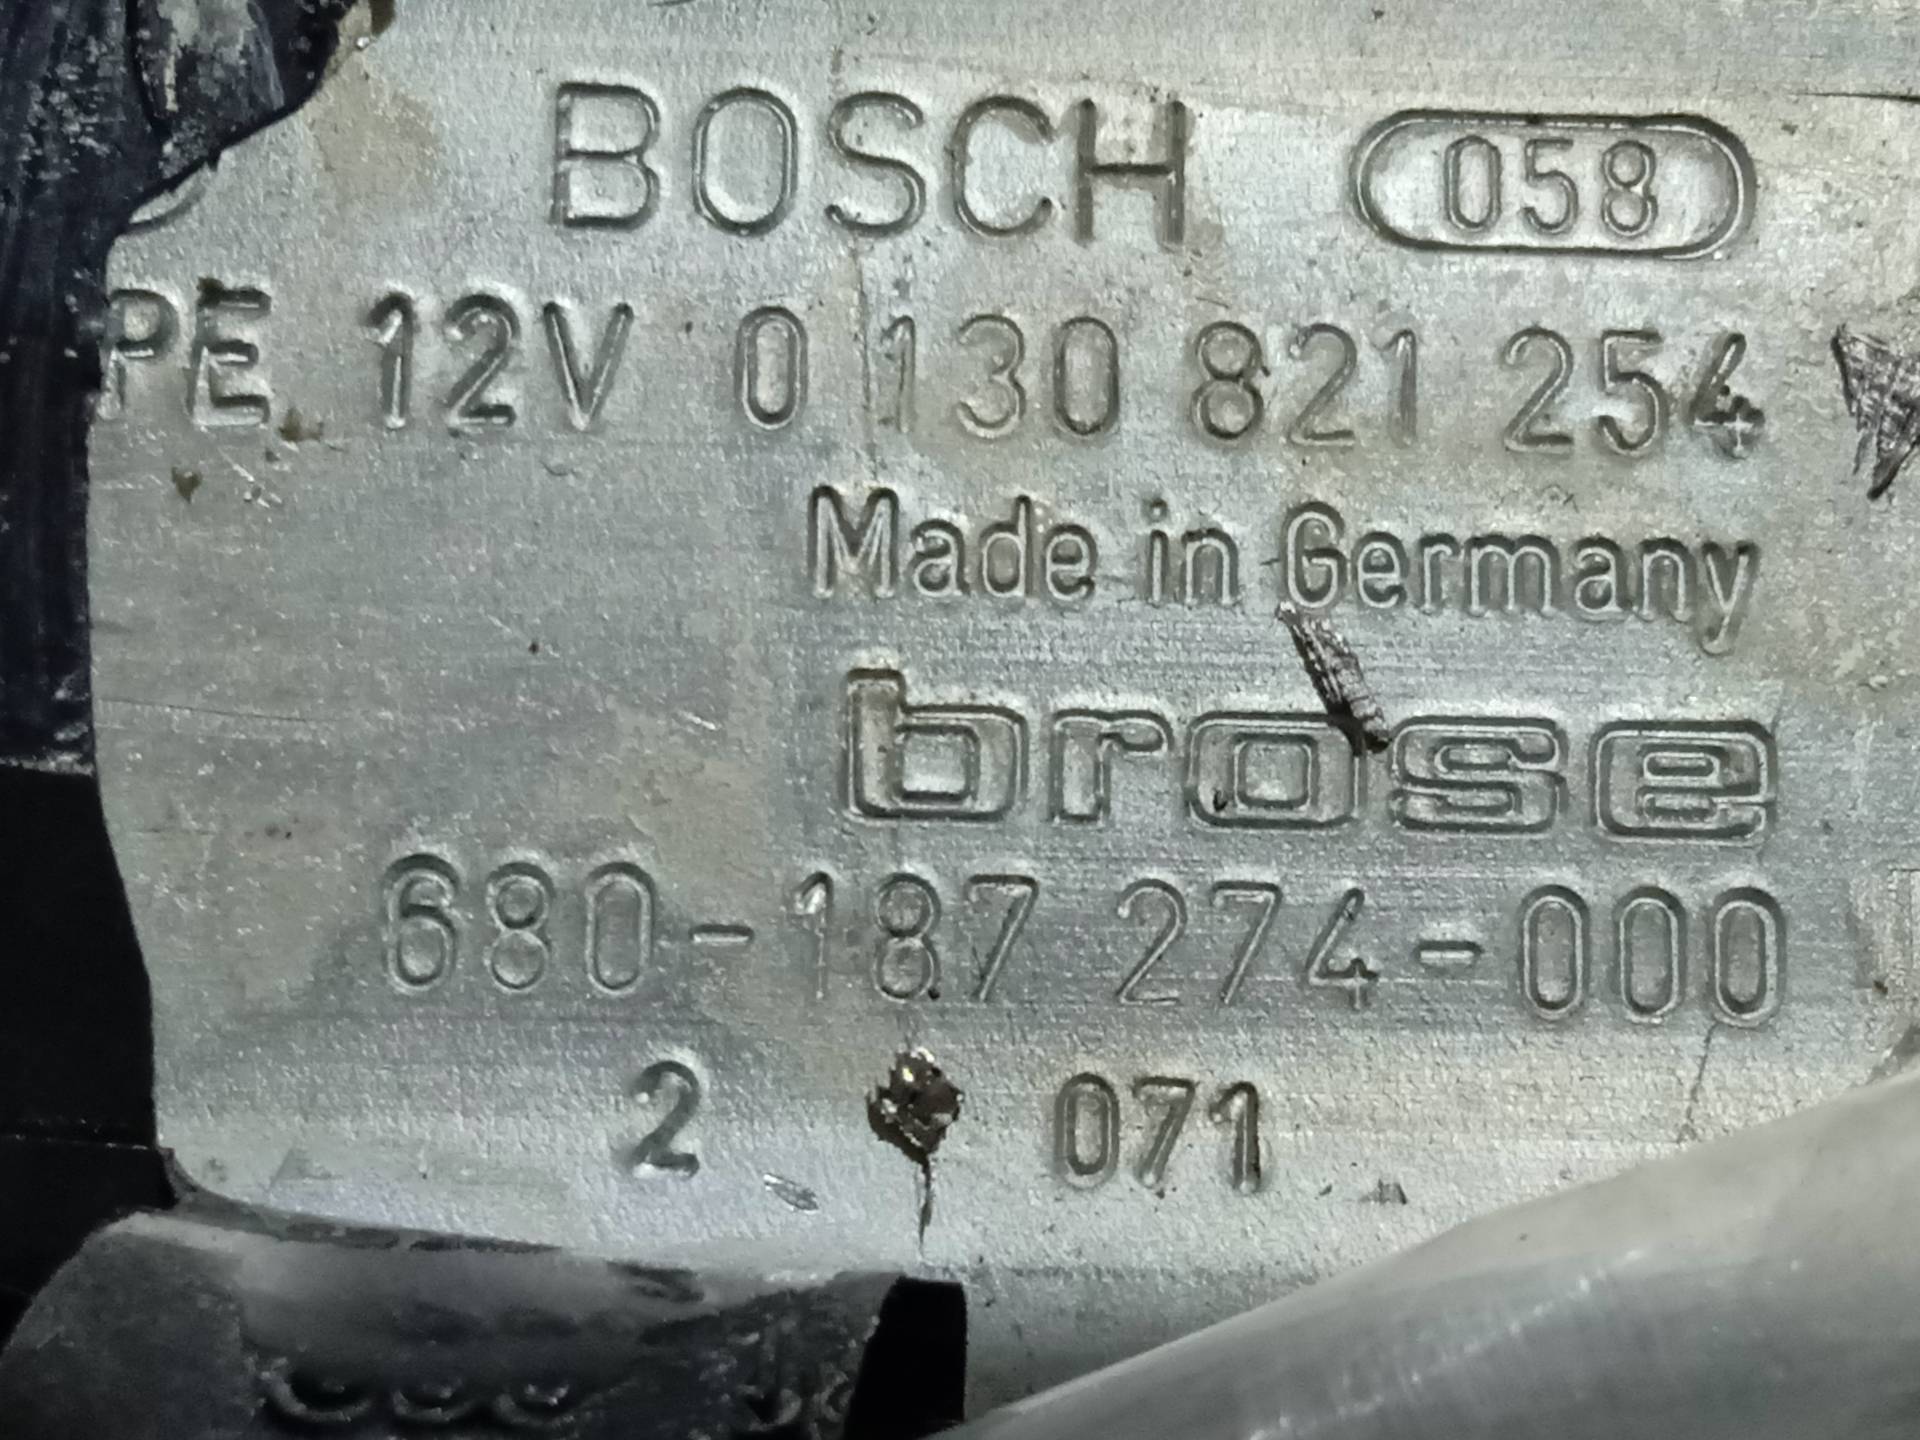 BOSCH 058
PE 12V 0 130 821 254
Made in Germany
brose
680-187 274-000
2 071